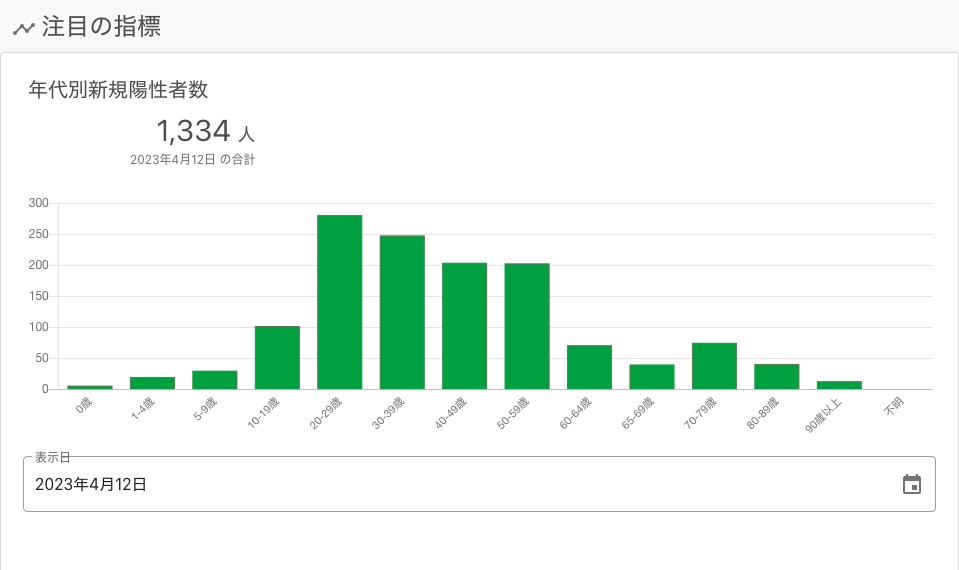 注目の指標
年代別新規陽性者数
1,334 人
2023年4月12日 の合計
300
250
200
150
100
50
0
0歳
1-4歳
5-9歳
10-19歳
20-29歳
30-39歳
40-49歳
50-59歳
60-64歳
65-69歳
70-79歳
80-89歳
90歳以上
不明
表示日
2023年4月12日